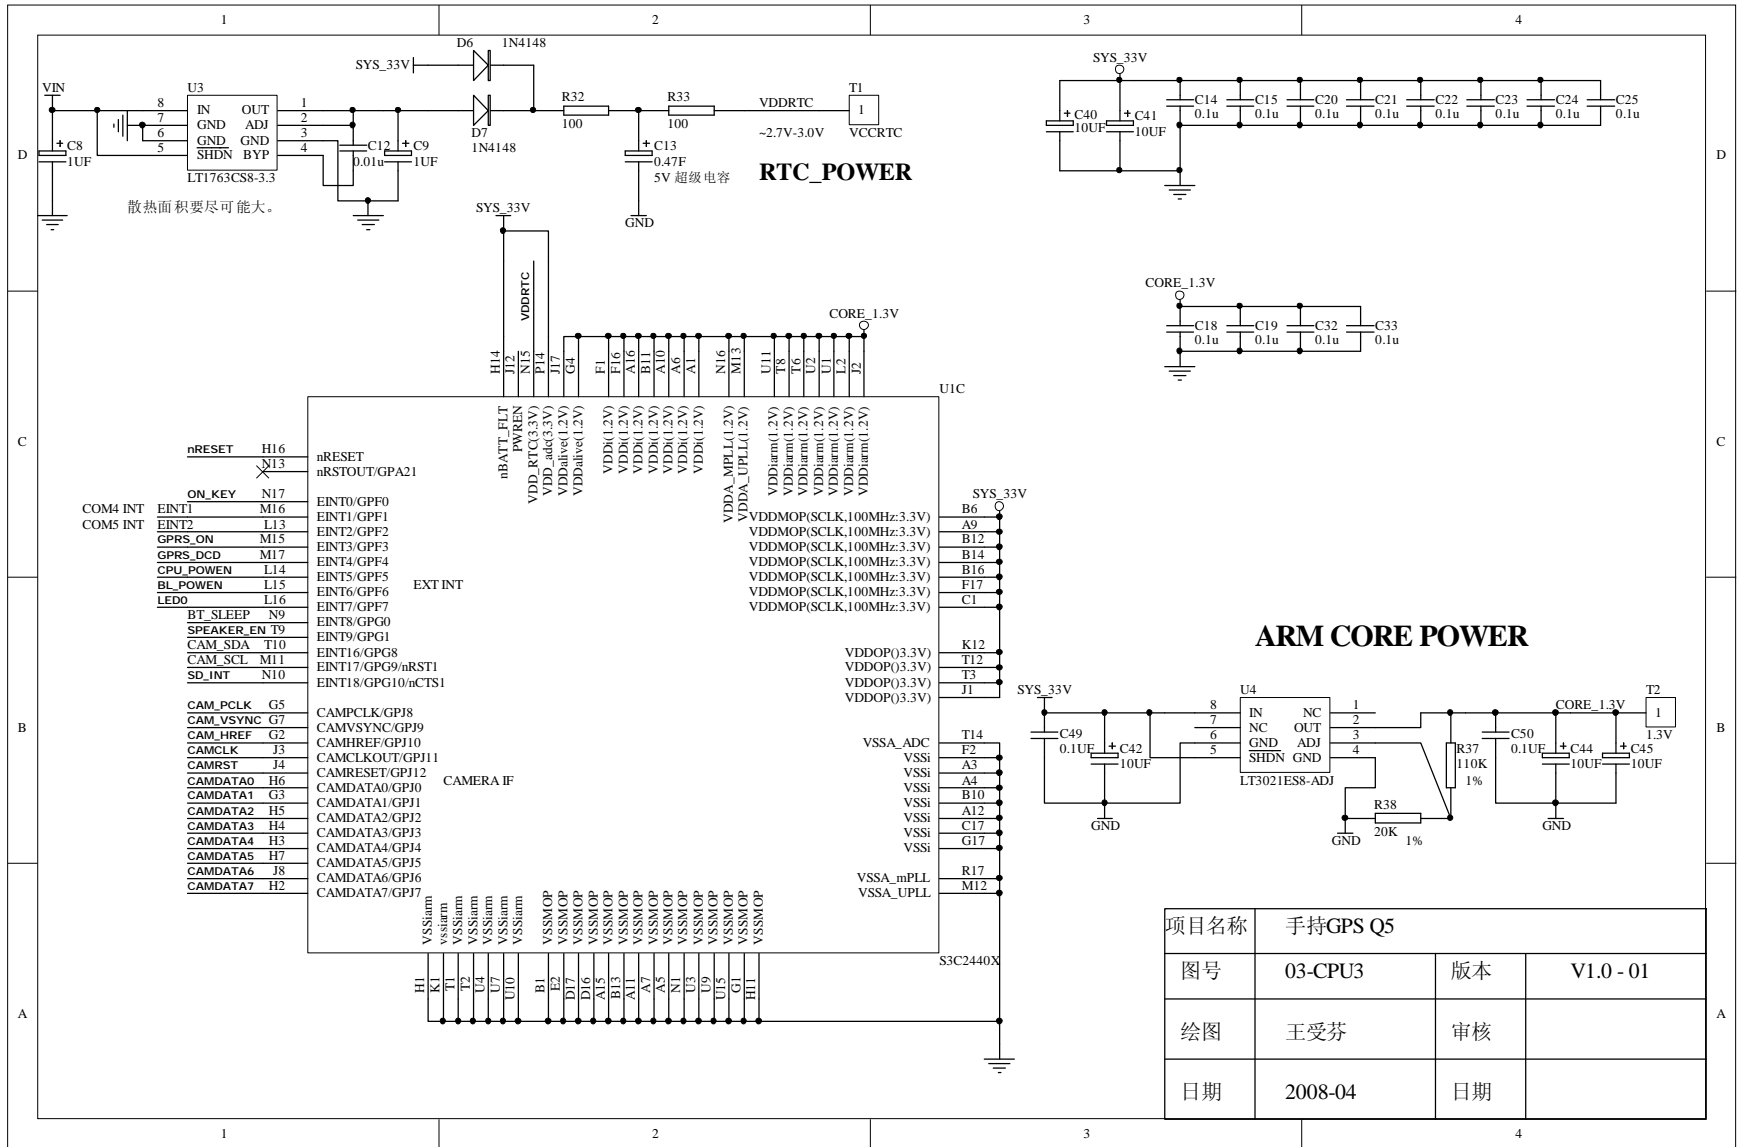 1
2
3
4
D6
1N4148
SYS_33V
VIN
U3
8 IN OUT 1
7 GND ADJ 2
6 GND GND 3
5 SHDN BYP 4
LT1763CS8-3.3
C8
1UF
C12
0.01u
C9
1UF
D7
1N4148
R32
100
R33
100
VDDRTC
~2.7V-3.0V
T1
1
VCCRTC
C13
0.47F
5V 超级电容
GND
RTC_POWER
散热面积要尽可能大。
SYS_33V
C40
10UF
C41
10UF
C14
0.1u
C15
0.1u
C20
0.1u
C21
0.1u
C22
0.1u
C23
0.1u
C24
0.1u
C25
0.1u
D
D
CORE_1.3V
C18
0.1u
C19
0.1u
C32
0.1u
C33
0.1u
SYS_33V
VDDRTC
CORE_1.3V
H14 nBATT_FLT
J12 PWREN
N15 VDD_RTC(3.3V)
P14 VDD_adc(3.3V)
J17 VDDalive(1.2V)
G4 VDDalive(1.2V)
F1 VDDi(1.2V)
F16 VDDi(1.2V)
A16 VDDi(1.2V)
B11 VDDi(1.2V)
A10 VDDi(1.2V)
A6 VDDi(1.2V)
A1 VDDi(1.2V)
N16 VDDA_MPLL(1.2V)
M13 VDDA_UPLL(1.2V)
U11 VDDiarm(1.2V)
T8 VDDiarm(1.2V)
T6 VDDiarm(1.2V)
U2 VDDiarm(1.2V)
U1 VDDiarm(1.2V)
L2 VDDiarm(1.2V)
J2 VDDiarm(1.2V)
U1C
C
C
nRESET H16 nRESET
N13 nRSTOUT/GPA21
ON_KEY N17 EINT0/GPF0
COM4 INT EINT1 M16 EINT1/GPF1
COM5 INT EINT2 L13 EINT2/GPF2
GPRS_ON M15 EINT3/GPF3
GPRS_DCD M17 EINT4/GPF4
CPU_POWEN L14 EINT5/GPF5
BL_POWEN L15 EINT6/GPF6
LED0 L16 EINT7/GPF7
BT_SLEEP N9 EINT8/GPG0
SPEAKER_EN T9 EINT9/GPG1
CAM_SDA T10 EINT16/GPG8
CAM_SCL M11 EINT17/GPG9/nRST1
SD_INT N10 EINT18/GPG10/nCTS1
EXT INT
CAM_PCLK G5 CAMPCLK/GPJ8
CAM_VSYNC G7 CAMVSYNC/GPJ9
CAM_HREF G2 CAMHREF/GPJ10
CAMCLK J3 CAMCLKOUT/GPJ11
CAMRST J4 CAMRESET/GPJ12
CAMDATA0 H6 CAMDATA0/GPJ0
CAMDATA1 G3 CAMDATA1/GPJ1
CAMDATA2 H5 CAMDATA2/GPJ2
CAMDATA3 H4 CAMDATA3/GPJ3
CAMDATA4 H3 CAMDATA4/GPJ4
CAMDATA5 H7 CAMDATA5/GPJ5
CAMDATA6 J8 CAMDATA6/GPJ6
CAMDATA7 H2 CAMDATA7/GPJ7
CAMERA IF
SYS_33V
VDDMOP(SCLK,100MHz:3.3V) B6
VDDMOP(SCLK,100MHz:3.3V) A9
VDDMOP(SCLK,100MHz:3.3V) B12
VDDMOP(SCLK,100MHz:3.3V) B14
VDDMOP(SCLK,100MHz:3.3V) B16
VDDMOP(SCLK,100MHz:3.3V) F17
VDDMOP(SCLK,100MHz:3.3V) C1
VDDOP()3.3V) K12
VDDOP()3.3V) T12
VDDOP()3.3V) T3
VDDOP()3.3V) J1
VSSA_ADC T14
VSSi F2
VSSi A3
VSSi A4
VSSi B10
VSSi A12
VSSi C17
VSSi G17
VSSA_mPLL R17
VSSA_UPLL M12
S3C2440X
VSSiarm H1
vssiarm K1
VSSiarm T1
VSSiarm T2
VSSiarm U4
VSSiarm U7
VSSiarm U10
VSSMOP B1
VSSMOP E2
VSSMOP D17
VSSMOP D16
VSSMOP A15
VSSMOP B13
VSSMOP A11
VSSMOP A7
VSSMOP A5
VSSMOP N1
VSSMOP U3
VSSMOP U9
VSSMOP U15
VSSMOP G1
VSSMOP H11
ARM CORE POWER
SYS_33V
C49
0.1UF
C42
10UF
GND
U4
8 IN NC 1
7 NC OUT 2
6 GND ADJ 3
5 SHDN GND 4
LT3021ES8-ADJ
R37
110K
1%
R38
20K
1%
GND
C50
0.1UF
C44
10UF
C45
10UF
GND
CORE_1.3V
T2
1
1.3V
B
B
项目名称 手持GPS Q5
图号 03-CPU3 版本 V1.0 - 01
绘图 王受芬 审核
日期 2008-04 日期
A
A
1
2
3
4